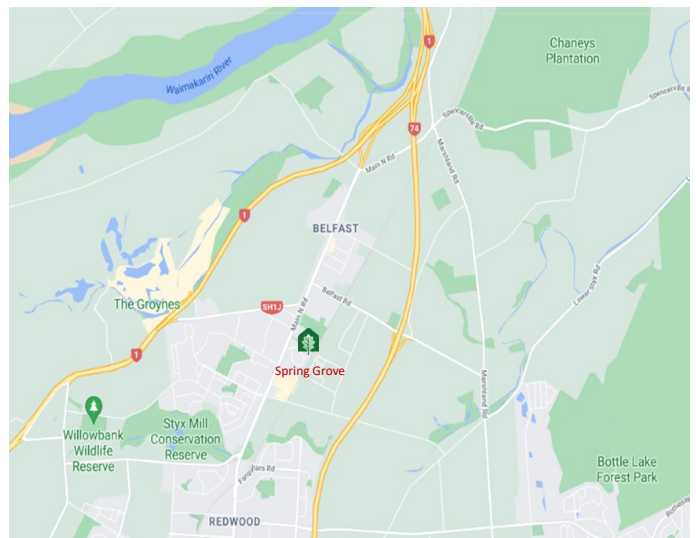 1
Chaneys
Plantation
Waimakariri River
Spencerville Rd
Spencerville R
74
Main N Rd
Marshland Rd
1
BELFAST
Lower Styx Rd
The Groynes
SH1J
Main N Rd
Belfast Rd
1
Spring Grove
Marshland Rd
Willowbank
Wildlife
Reserve
Styx Mill
Conservation
Reserve
Farquhars Rd
Bottle Lake
Forest Park
REDWOOD